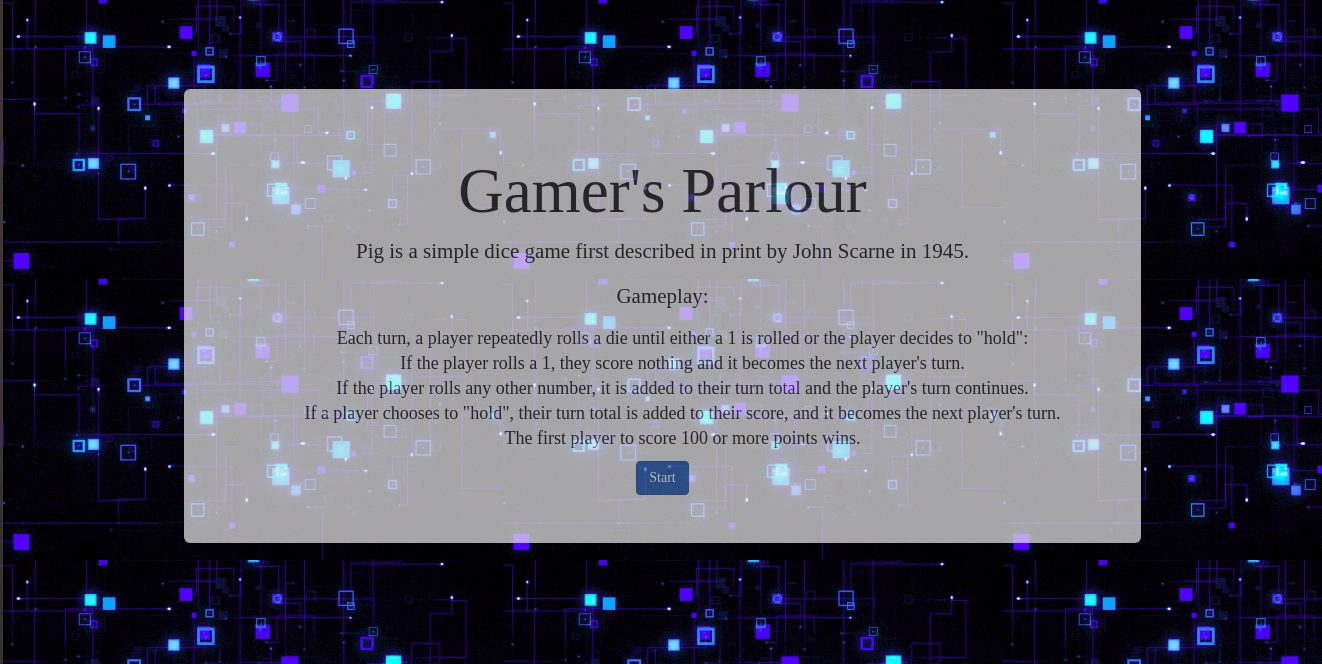 Gamer's Parlour
Pig is a simple dice game first described in print by John Scarne in 1945.
Gameplay:
Each turn, a player repeatedly rolls a die until either a 1 is rolled or the player decides to "hold":
If the player rolls a 1, they score nothing and it becomes the next player's turn.
If the player rolls any other number, it is added to their turn total and the player's turn continues.
If a player chooses to "hold", their turn total is added to their score, and it becomes the next player's turn.
The first player to score 100 or more points wins.
Start